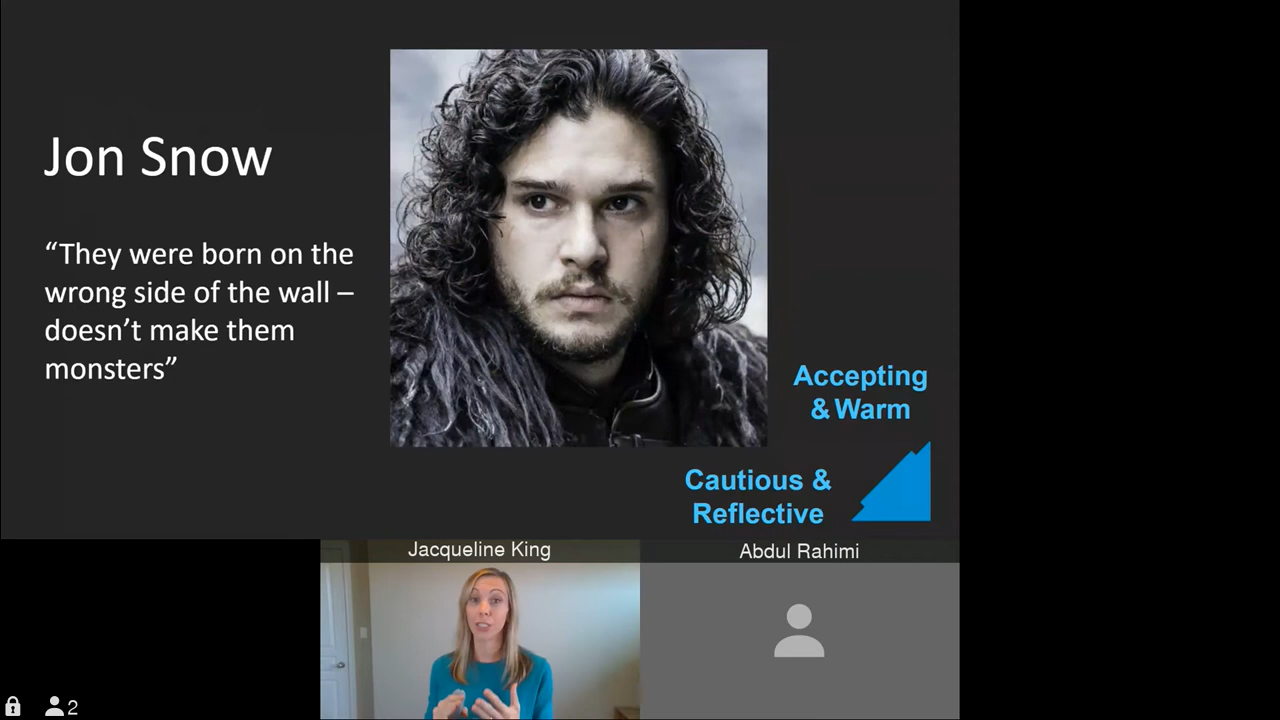 Jon Snow
“They were born on the
wrong side of the wall –
doesn’t make them
monsters”
Accepting
& Warm
Cautious &
Reflective
Jacqueline King
Abdul Rahimi
2